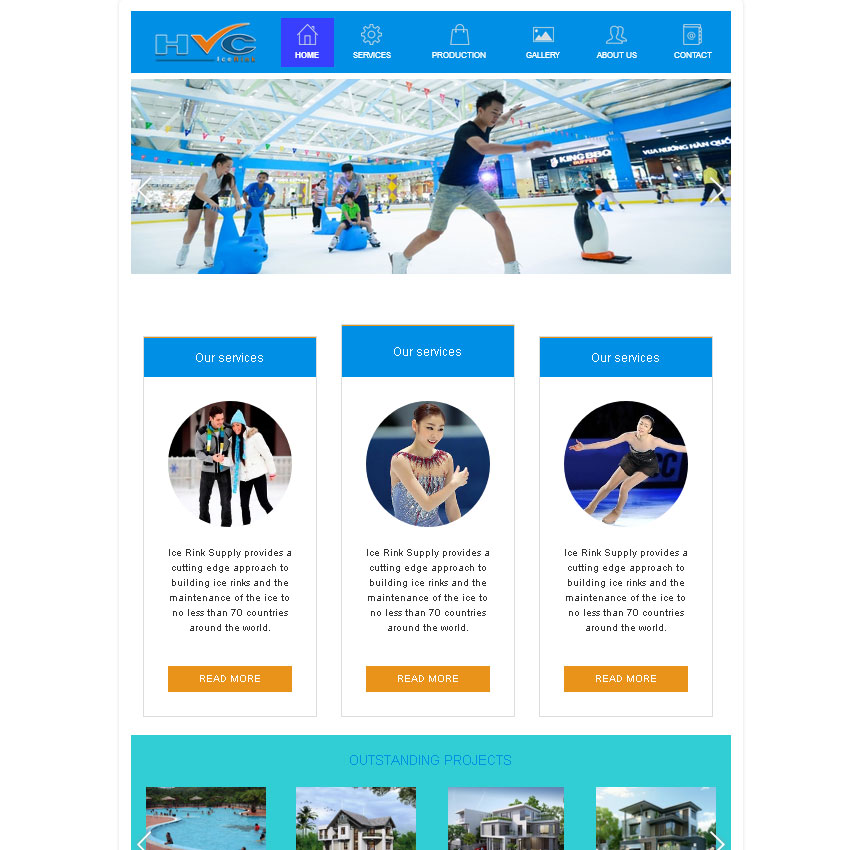 HVC
IceRink
HOME
SERVICES
PRODUCTION
GALLERY
ABOUT US
CONTACT
KING BBQ
BUFFET
VUA NƯỚNG HÀN QUỐ
Our services
Ice Rink Supply provides a
cutting edge approach to
building ice rinks and the
maintenance of the ice to
no less than 70 countries
around the world.
READ MORE
Our services
Ice Rink Supply provides a
cutting edge approach to
building ice rinks and the
maintenance of the ice to
no less than 70 countries
around the world.
READ MORE
Our services
Ice Rink Supply provides a
cutting edge approach to
building ice rinks and the
maintenance of the ice to
no less than 70 countries
around the world.
READ MORE
OUTSTANDING PROJECTS